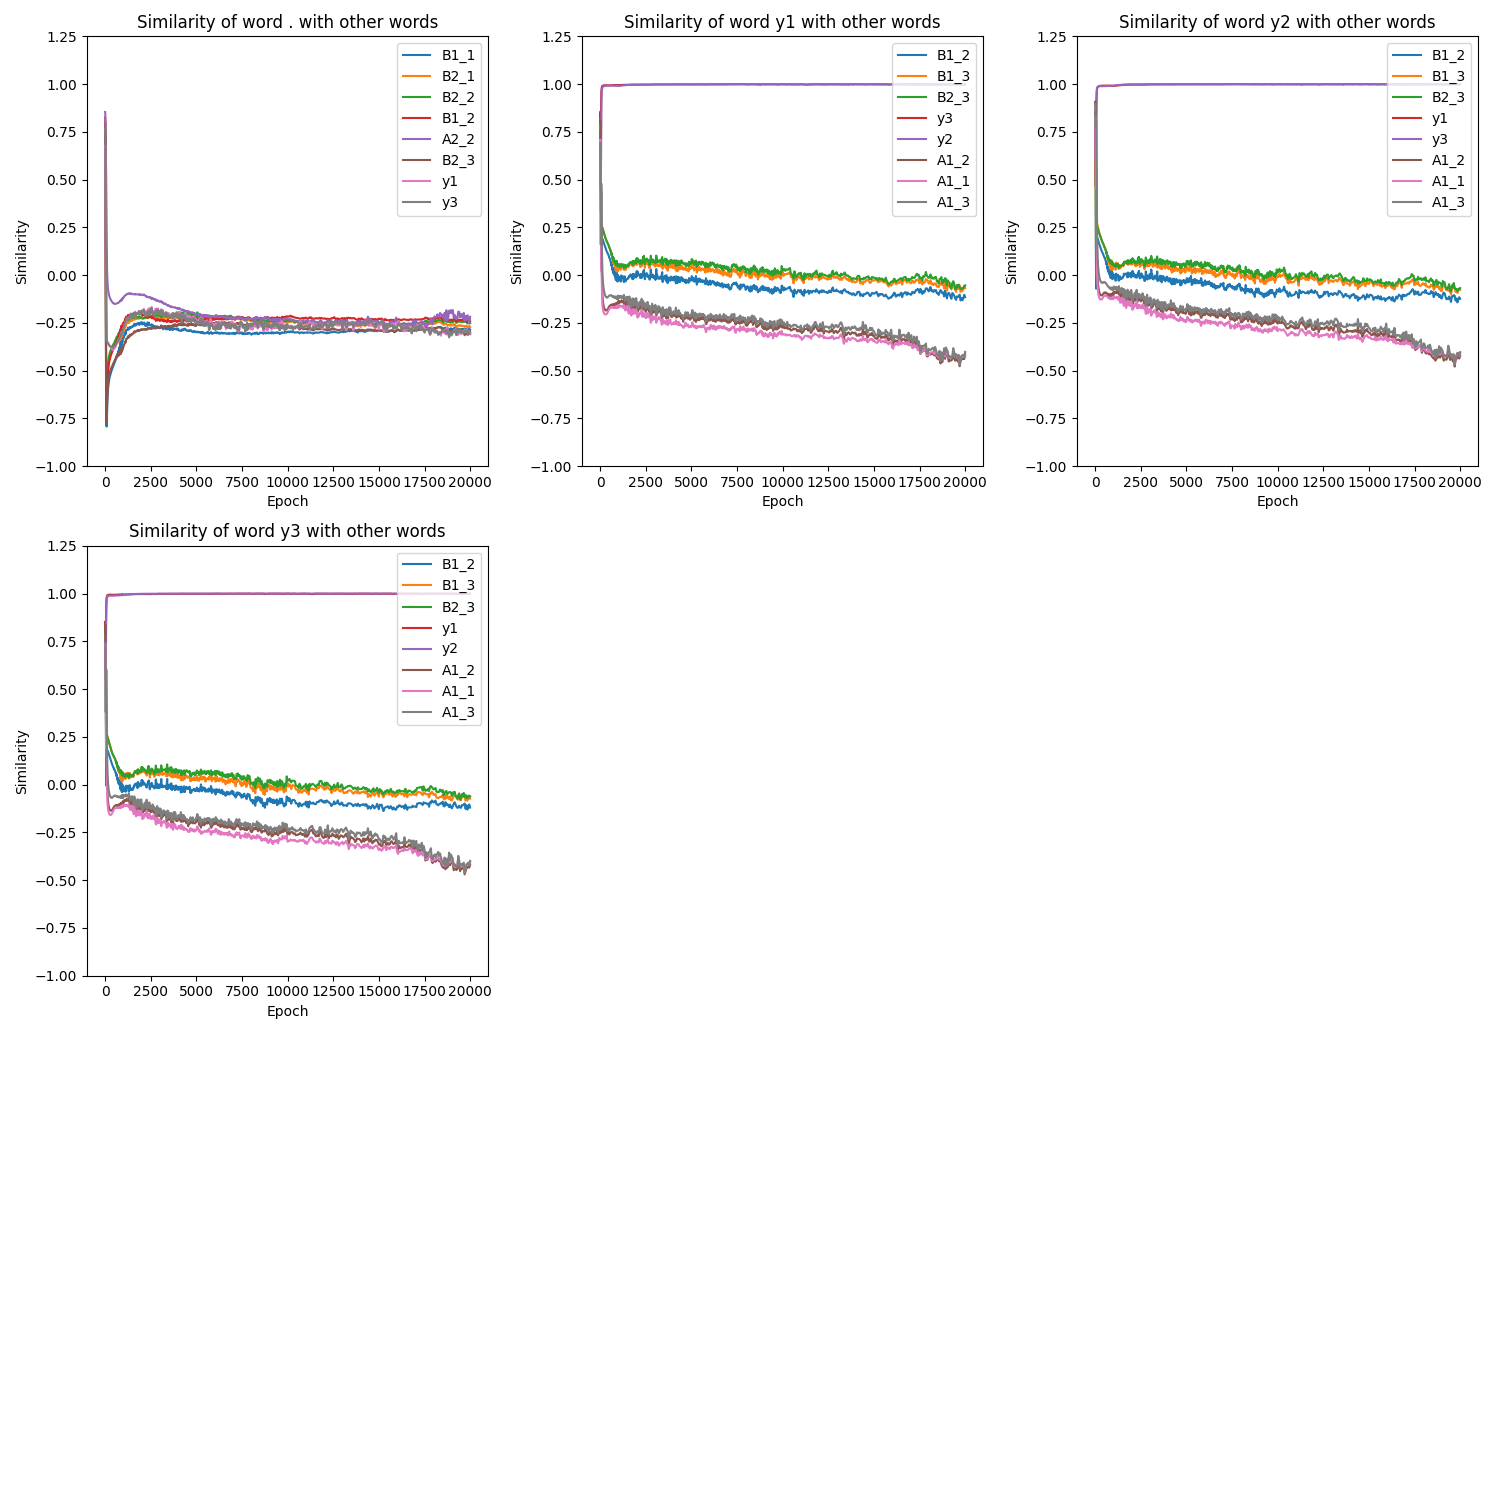 Similarity of word . with other words
1.25
1.00
0.75
0.50
0.25
0.00
−0.25
−0.50
−0.75
−1.00
Similarity
B1_1
B2_1
B2_2
B1_2
A2_2
B2_3
y1
y3
0 2500 5000 7500 10000 12500 15000 17500 20000
Epoch
Similarity of word y1 with other words
1.25
1.00
0.75
0.50
0.25
0.00
−0.25
−0.50
−0.75
−1.00
Similarity
B1_2
B1_3
B2_3
y3
y2
A1_2
A1_1
A1_3
0 2500 5000 7500 10000 12500 15000 17500 20000
Epoch
Similarity of word y2 with other words
1.25
1.00
0.75
0.50
0.25
0.00
−0.25
−0.50
−0.75
−1.00
Similarity
B1_2
B1_3
B2_3
y1
y3
A1_2
A1_1
A1_3
0 2500 5000 7500 10000 12500 15000 17500 20000
Epoch
Similarity of word y3 with other words
1.25
1.00
0.75
0.50
0.25
0.00
−0.25
−0.50
−0.75
−1.00
Similarity
B1_2
B1_3
B2_3
y1
y2
A1_2
A1_1
A1_3
0 2500 5000 7500 10000 12500 15000 17500 20000
Epoch